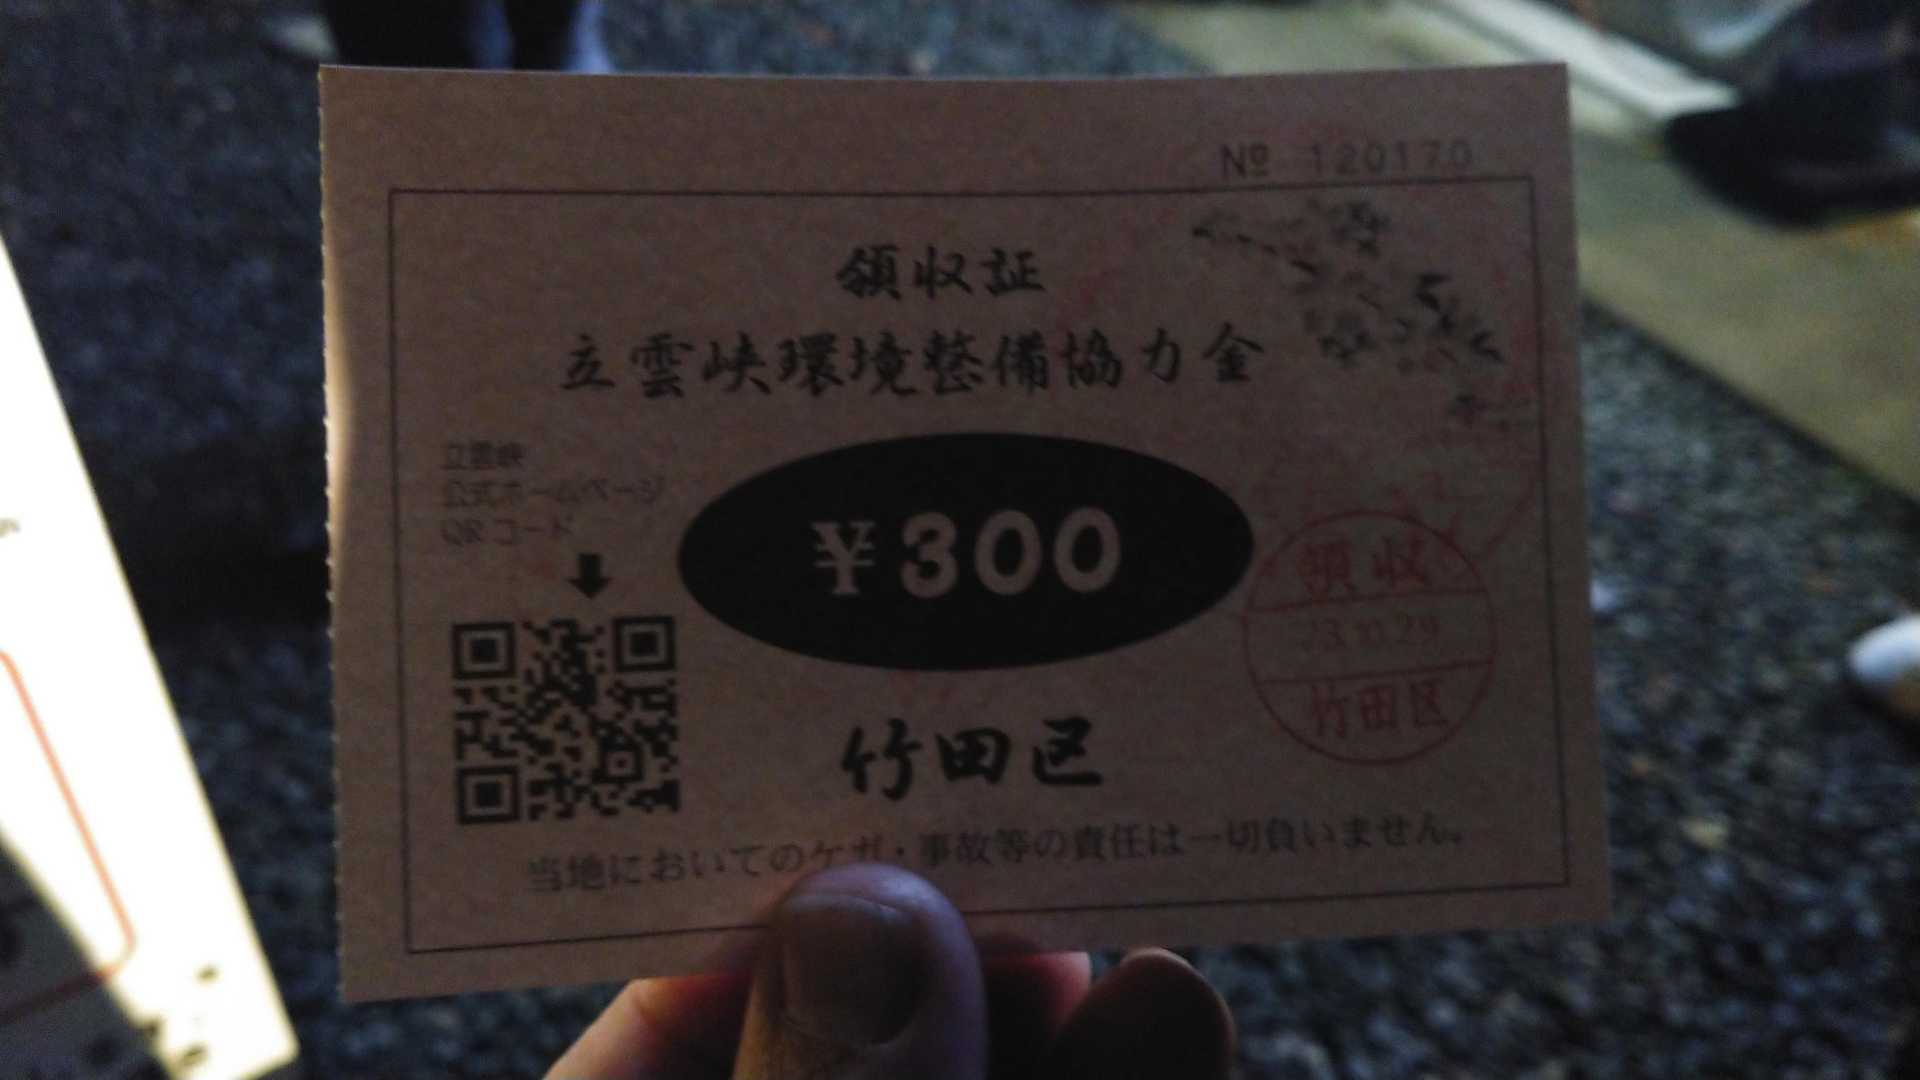 № 120170
領収証
立雲峡環境整備協力金
立雲峡
公式ホームページ
QRコード
¥300
領収
23.10.29
竹田区
竹田区
当地においてのケガ・事故等の責任は一切負いません。